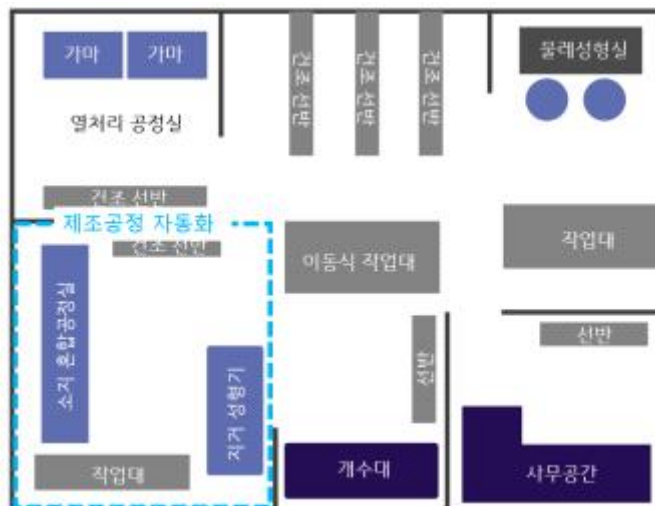 가마
가마
열처리 공정실
건조 선반
건조 선반
건조 선반
건조 선반
물레성형실
제조공정 자동화
건조 선반
이동식 작업대
작업대
선반
소지 혼합공정실
지거 성형기
선반
작업대
개수대
사무공간